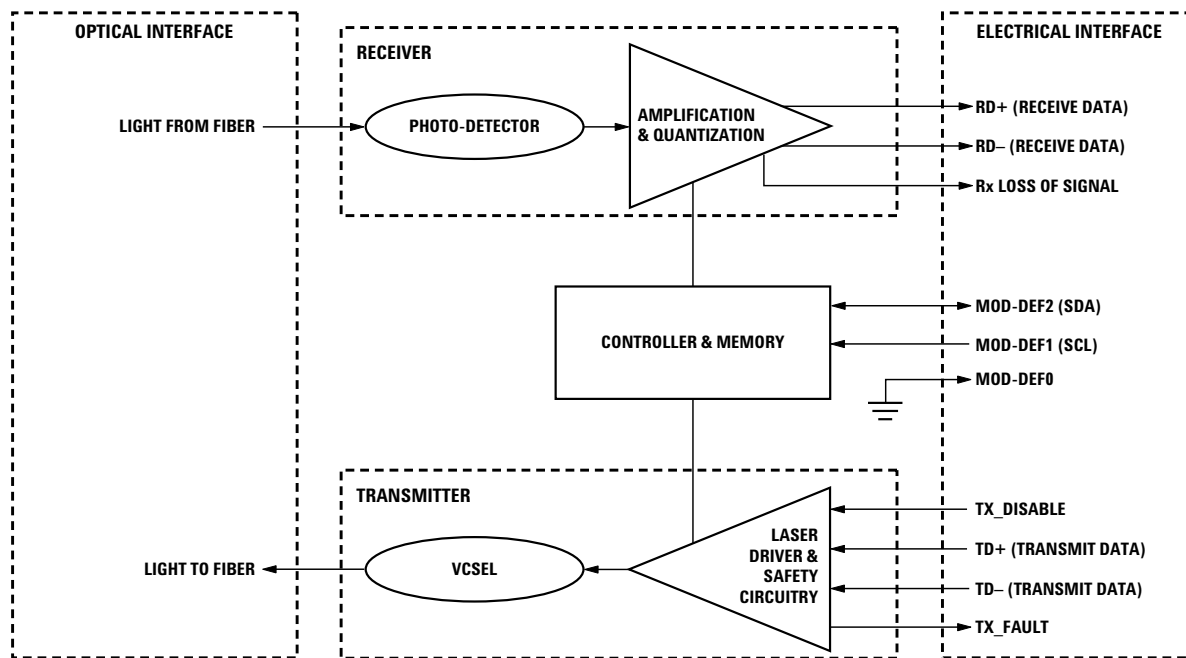 OPTICAL INTERFACE
ELECTRICAL INTERFACE
RECEIVER
LIGHT FROM FIBER
PHOTO-DETECTOR
AMPLIFICATION
& QUANTIZATION
RD+ (RECEIVE DATA)
RD– (RECEIVE DATA)
Rx LOSS OF SIGNAL
CONTROLLER & MEMORY
MOD-DEF2 (SDA)
MOD-DEF1 (SCL)
MOD-DEF0
TRANSMITTER
LIGHT TO FIBER
VCSEL
LASER
DRIVER &
SAFETY
CIRCUITRY
TX_DISABLE
TD+ (TRANSMIT DATA)
TD– (TRANSMIT DATA)
TX_FAULT